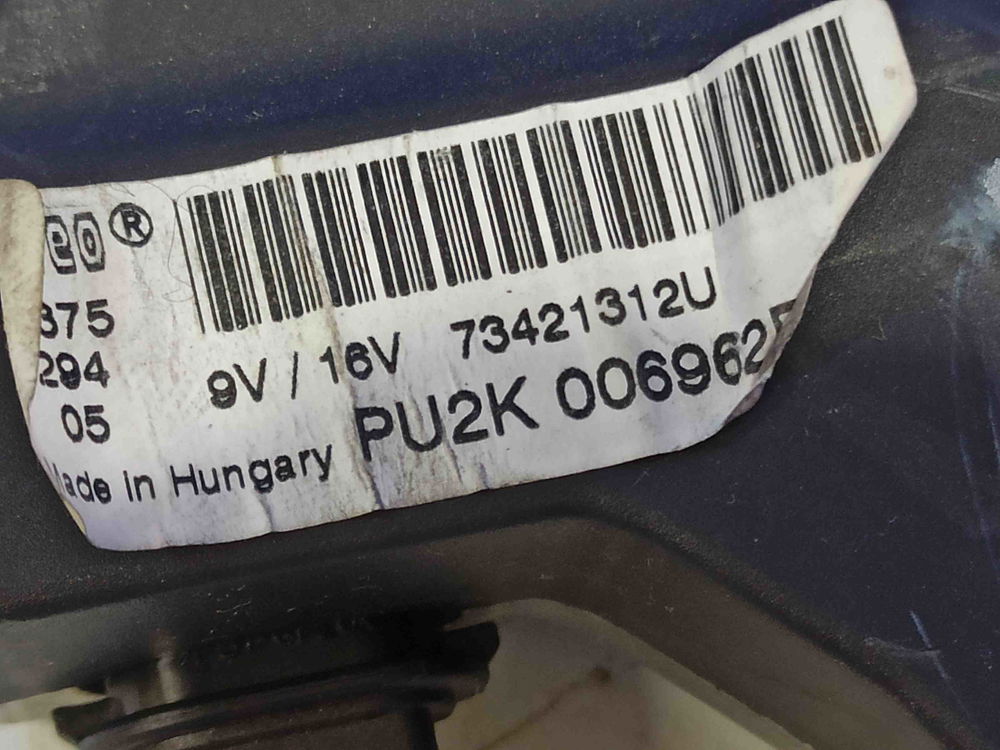 eo®
375
294
05
9V / 16V 73421312U
PU2K 006962
Made in Hungary